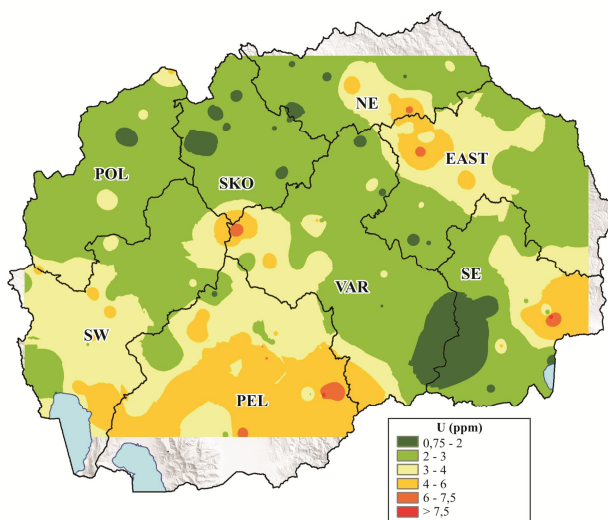 NE
EAST
POL
SKO
VAR
SE
SW
PEL
U (ppm)
0,75 - 2
2 - 3
3 - 4
4 - 6
6 - 7,5
> 7,5